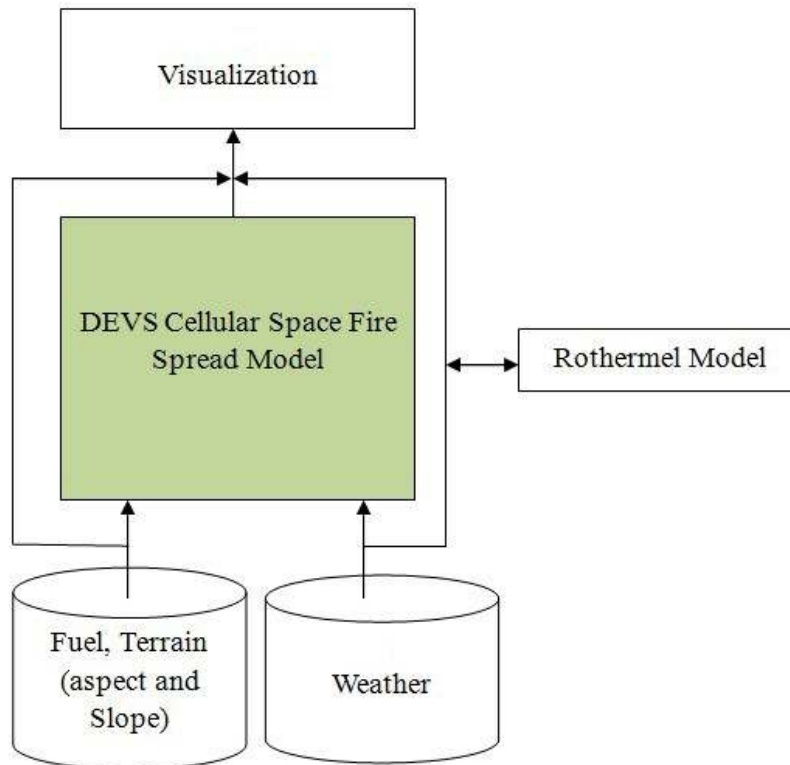 Visualization
DEVS Cellular Space Fire
Spread Model
Rothermel Model
Fuel, Terrain
(aspect and
Slope)
Weather